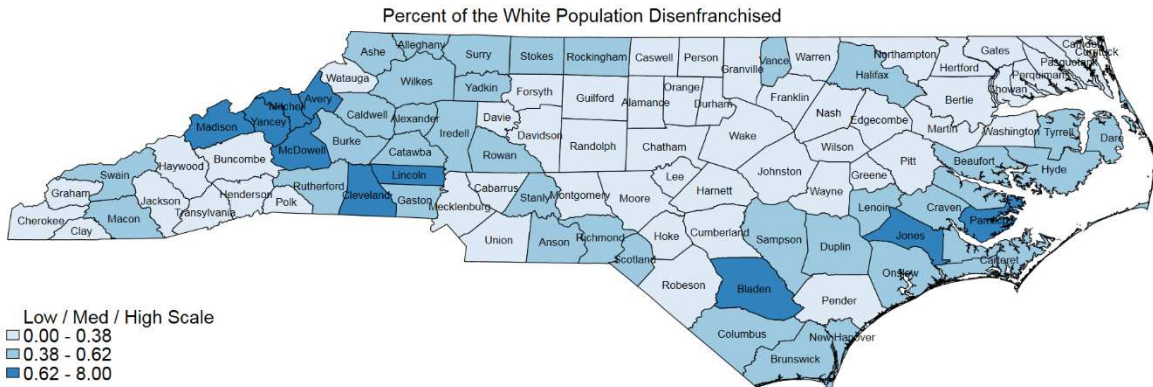 Percent of the White Population Disenfranchised
Ashe
Alleghany
Surry
Stokes
Rockingham
Caswell
Person
Granville
Vance
Warren
Northampton
Gates
Camden
Currituck
Pasquotank
Perquimans
Chowan
Hertford
Halifax
Bertie
Watauga
Wilkes
Yadkin
Forsyth
Guilford
Alamance
Orange
Durham
Franklin
Nash
Edgecombe
Martin
Washington
Tyrrell
Dare
Avery
Mitchell
Yancey
Madison
Caldwell
Alexander
Iredell
Davie
Davidson
Randolph
Chatham
Wake
Wilson
Pitt
Beaufort
Hyde
McDowell
Burke
Catawba
Rowan
Buncombe
Haywood
Swain
Graham
Cherokee
Clay
Macon
Jackson
Transylvania
Henderson
Polk
Rutherford
Cleveland
Lincoln
Gaston
Mecklenburg
Cabarrus
Stanly
Montgomery
Moore
Lee
Harnett
Johnston
Wayne
Greene
Lenoir
Craven
Pamlico
Jones
Carteret
Onslow
Duplin
Sampson
Cumberland
Hoke
Scotland
Richmond
Anson
Union
Robeson
Bladen
Pender
Columbus
New Hanover
Brunswick
Low / Med / High Scale
0.00 - 0.38
0.38 - 0.62
0.62 - 8.00